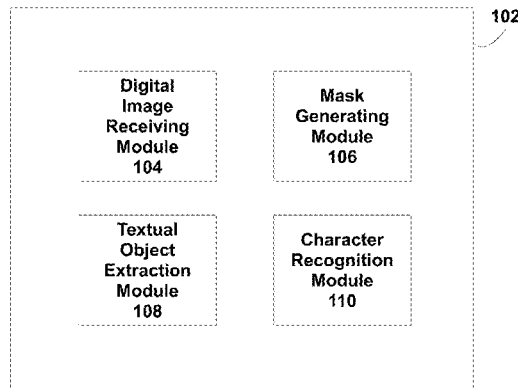 102
Digital
Image
Receiving
Module
104
Mask
Generating
Module
106
Textual
Object
Extraction
Module
108
Character
Recognition
Module
110